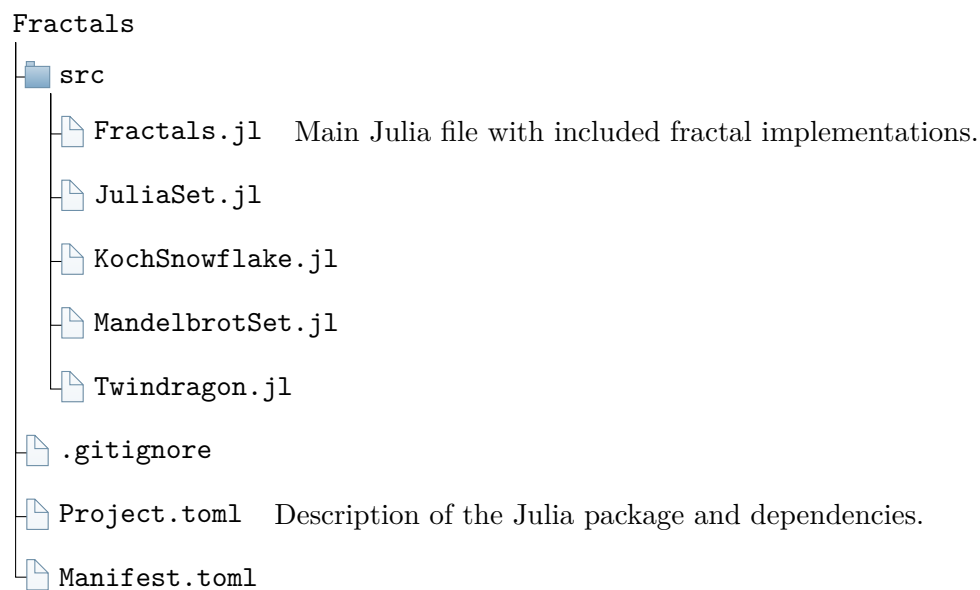 Fractals
src
Fractals.jl Main Julia file with included fractal implementations.
JuliaSet.jl
KochSnowflake.jl
MandelbrotSet.jl
Twindragon.jl
.gitignore
Project.toml Description of the Julia package and dependencies.
Manifest.toml